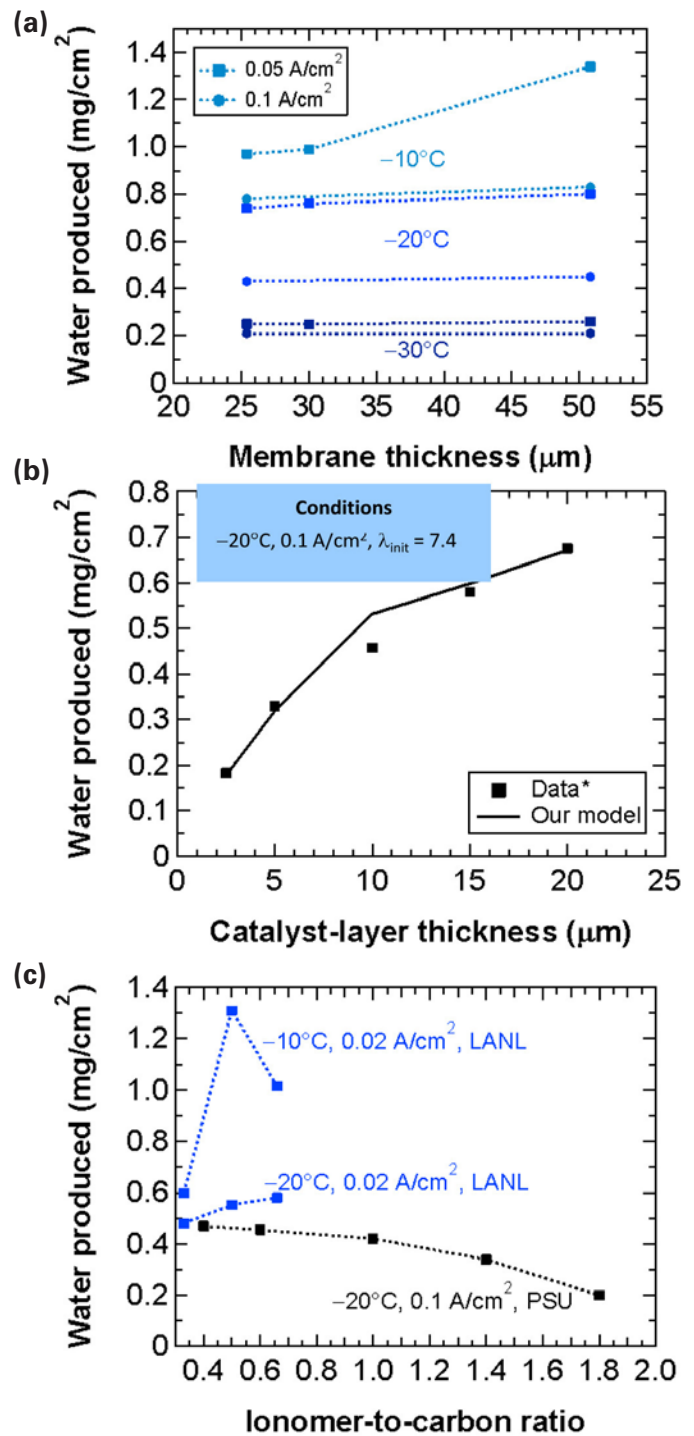 (a)
Water produced (mg/cm²)
1.4
1.2
1.0
0.8
0.6
0.4
0.2
0
0.05 A/cm²
0.1 A/cm²
−10°C
−20°C
−30°C
20 25 30 35 40 45 50 55
Membrane thickness (μm)
(b)
Water produced (mg/cm²)
0.8
0.7
0.6
0.5
0.4
0.3
0.2
0.1
0
Conditions
−20°C, 0.1 A/cm², λinit = 7.4
Data*
Our model
0 5 10 15 20 25
Catalyst-layer thickness (μm)
(c)
Water produced (mg/cm²)
1.4
1.2
1.0
0.8
0.6
0.4
0.2
0
−10°C, 0.02 A/cm², LANL
−20°C, 0.02 A/cm², LANL
−20°C, 0.1 A/cm², PSU
0.4 0.6 0.8 1.0 1.2 1.4 1.6 1.8 2.0
Ionomer-to-carbon ratio